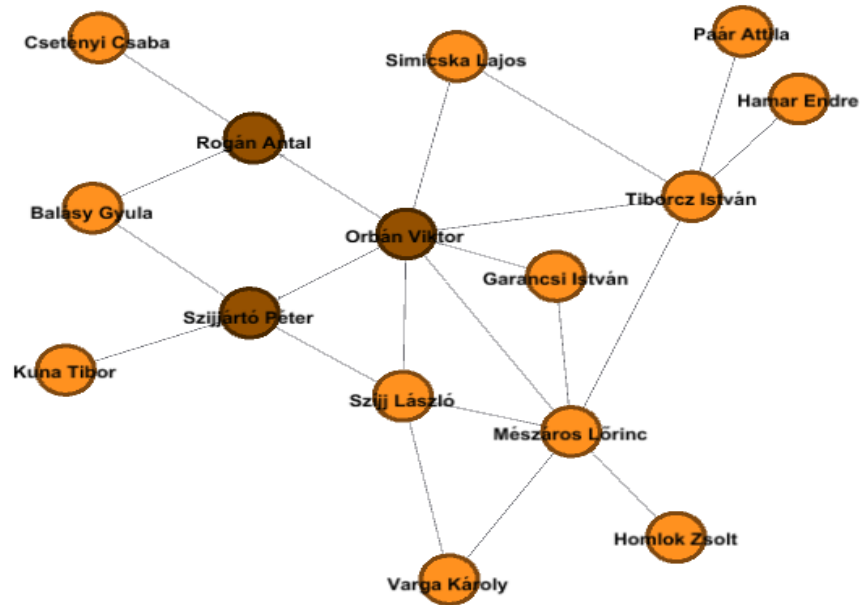 Csetényi Csaba
Simicska Lajos
Paár Attila
Hamar Endre
Rogán Antal
Balásy Gyula
Tiborcz István
Orbán Viktor
Garancsi István
Szijjártó Péter
Kuna Tibor
Szíjj László
Mészáros Lőrinc
Homlok Zsolt
Varga Károly